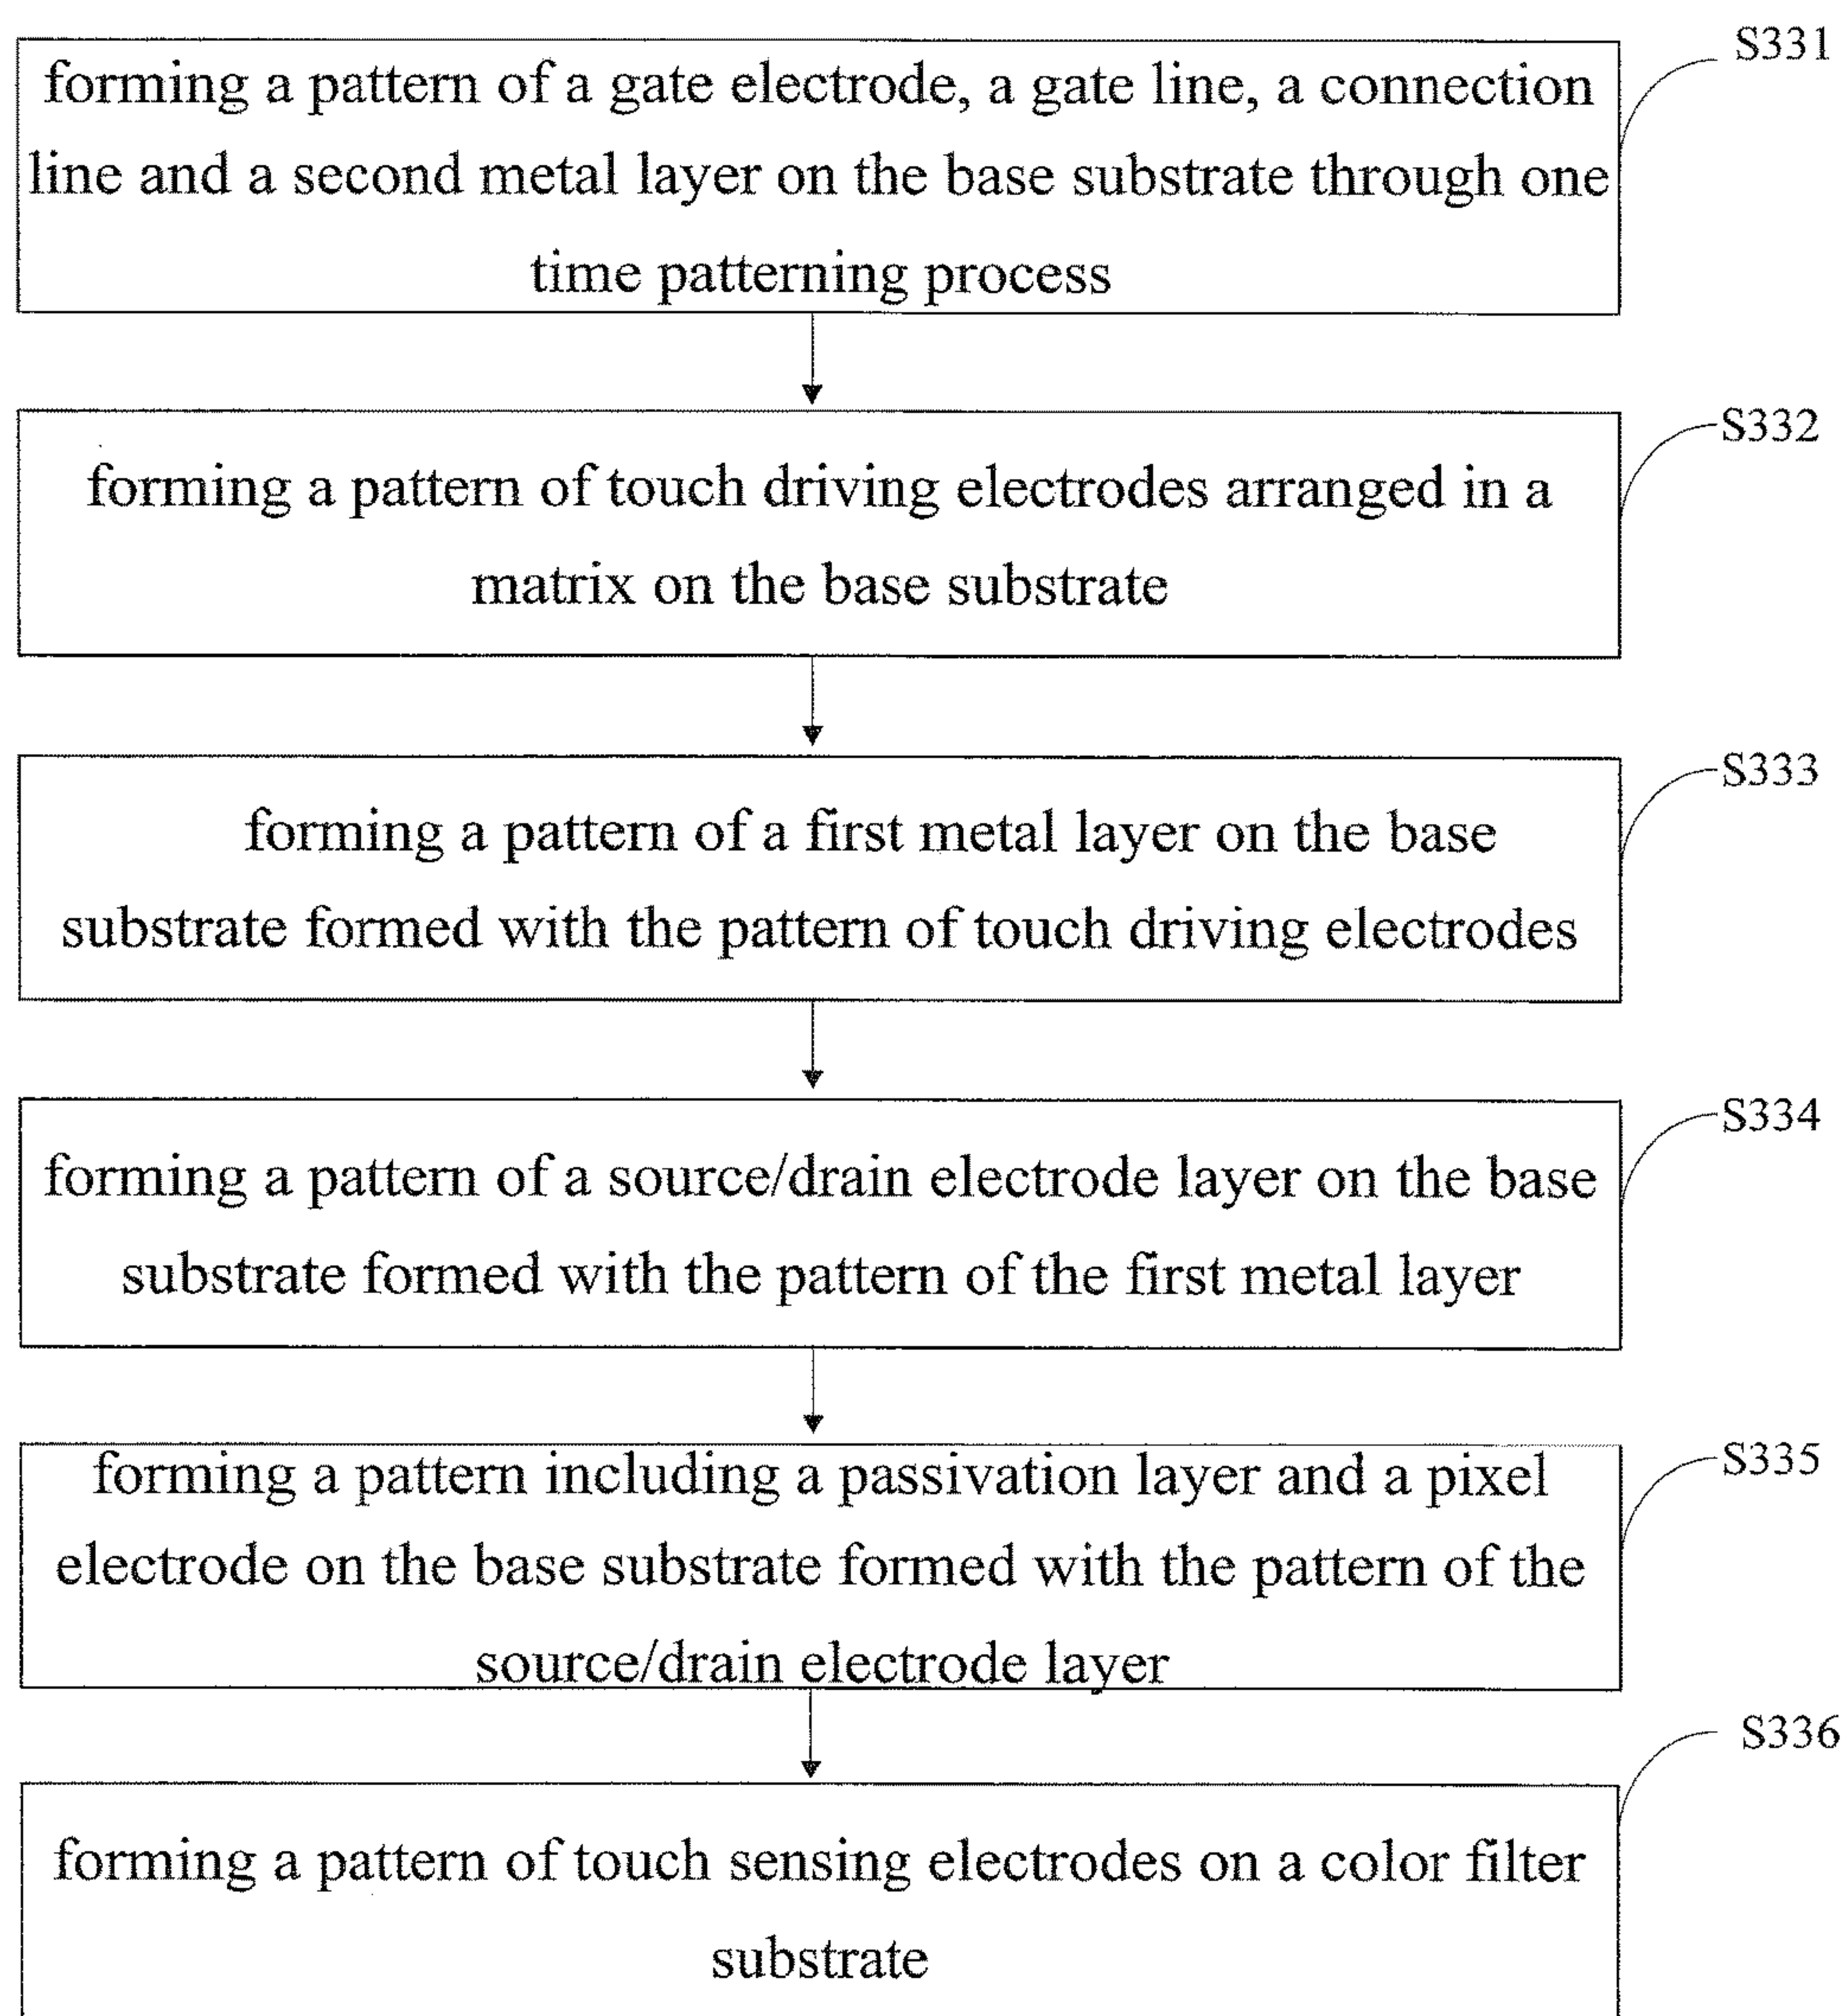 S331
forming a pattern of a gate electrode, a gate line, a connection
line and a second metal layer on the base substrate through one
time patterning process
S332
forming a pattern of touch driving electrodes arranged in a
matrix on the base substrate
S333
forming a pattern of a first metal layer on the base
substrate formed with the pattern of touch driving electrodes
S334
forming a pattern of a source/drain electrode layer on the base
substrate formed with the pattern of the first metal layer
S335
forming a pattern including a passivation layer and a pixel
electrode on the base substrate formed with the pattern of the
source/drain electrode layer
S336
forming a pattern of touch sensing electrodes on a color filter
substrate